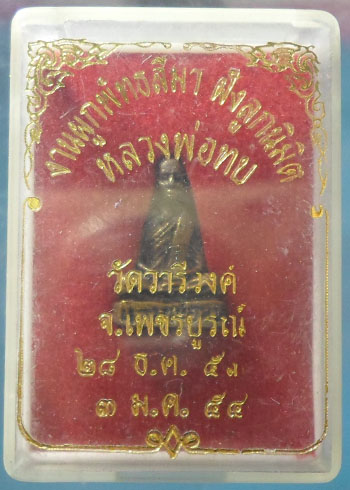 งานผูกพัทธสีมา ฝังลูกนิมิต
หลวงพ่อทบ
วัดวารีวงค์
จ.เพชรบูรณ์
๒๘ ธ.ค. ๕๓
๓ ม.ค. ๕๔